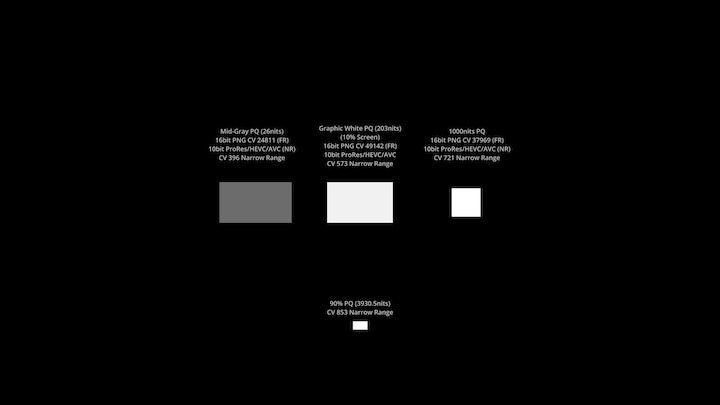 Mid-Gray PQ (26nits)
16bit PNG CV 24811 (FR)
10bit ProRes/HEVC/AVC (NR)
CV 396 Narrow Range
Graphic White PQ (203nits)
(10% Screen)
16bit PNG CV 49142 (FR)
10bit ProRes/HEVC/AVC
CV 573 Narrow Range
1000nits PQ
16bit PNG CV 37969 (FR)
10bit ProRes/HEVC/AVC (NR)
CV 721 Narrow Range
90% PQ (3930.5nits)
CV 853 Narrow Range